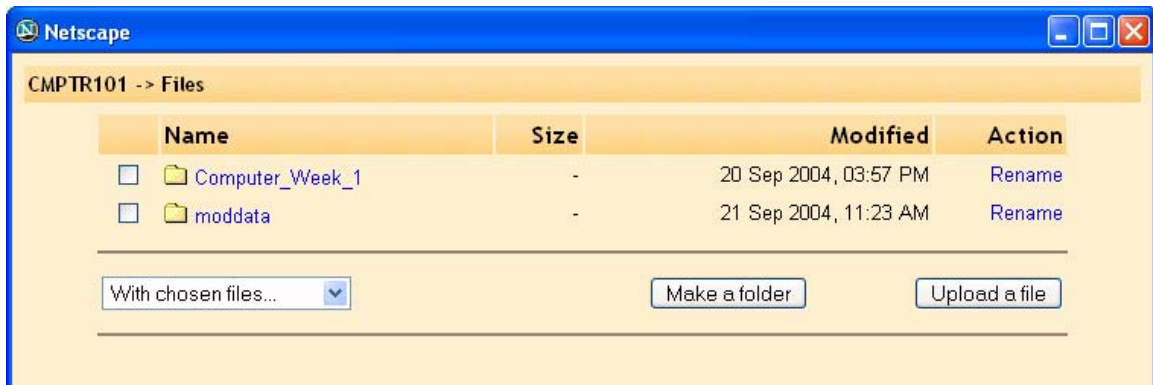 Netscape
CMPTR101 -> Files
Name Size Modified Action
Computer_Week_1 - 20 Sep 2004, 03:57 PM Rename
moddata - 21 Sep 2004, 11:23 AM Rename
With chosen files... Make a folder Upload a file